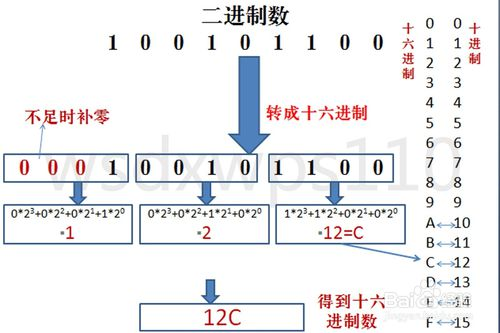 二进制数
1 0 0 1 0 1 1 0 0
转成十六进制
不足时补零
0 0 0 1 0 0 1 0 1 1 0 0
0*2³+0*2²+0*2¹+1*2⁰
=1
0*2³+0*2²+1*2¹+0*2⁰
=2
1*2³+1*2²+0*2¹+0*2⁰
=12=C
得到十六
进制数
12C
十六进制
十进制
0 0
1 1
2 2
3 3
4 4
5 5
6 6
7 7
8 8
9 9
A 10
B 11
C 12
D 13
E 14
F 15
wsdxwps110